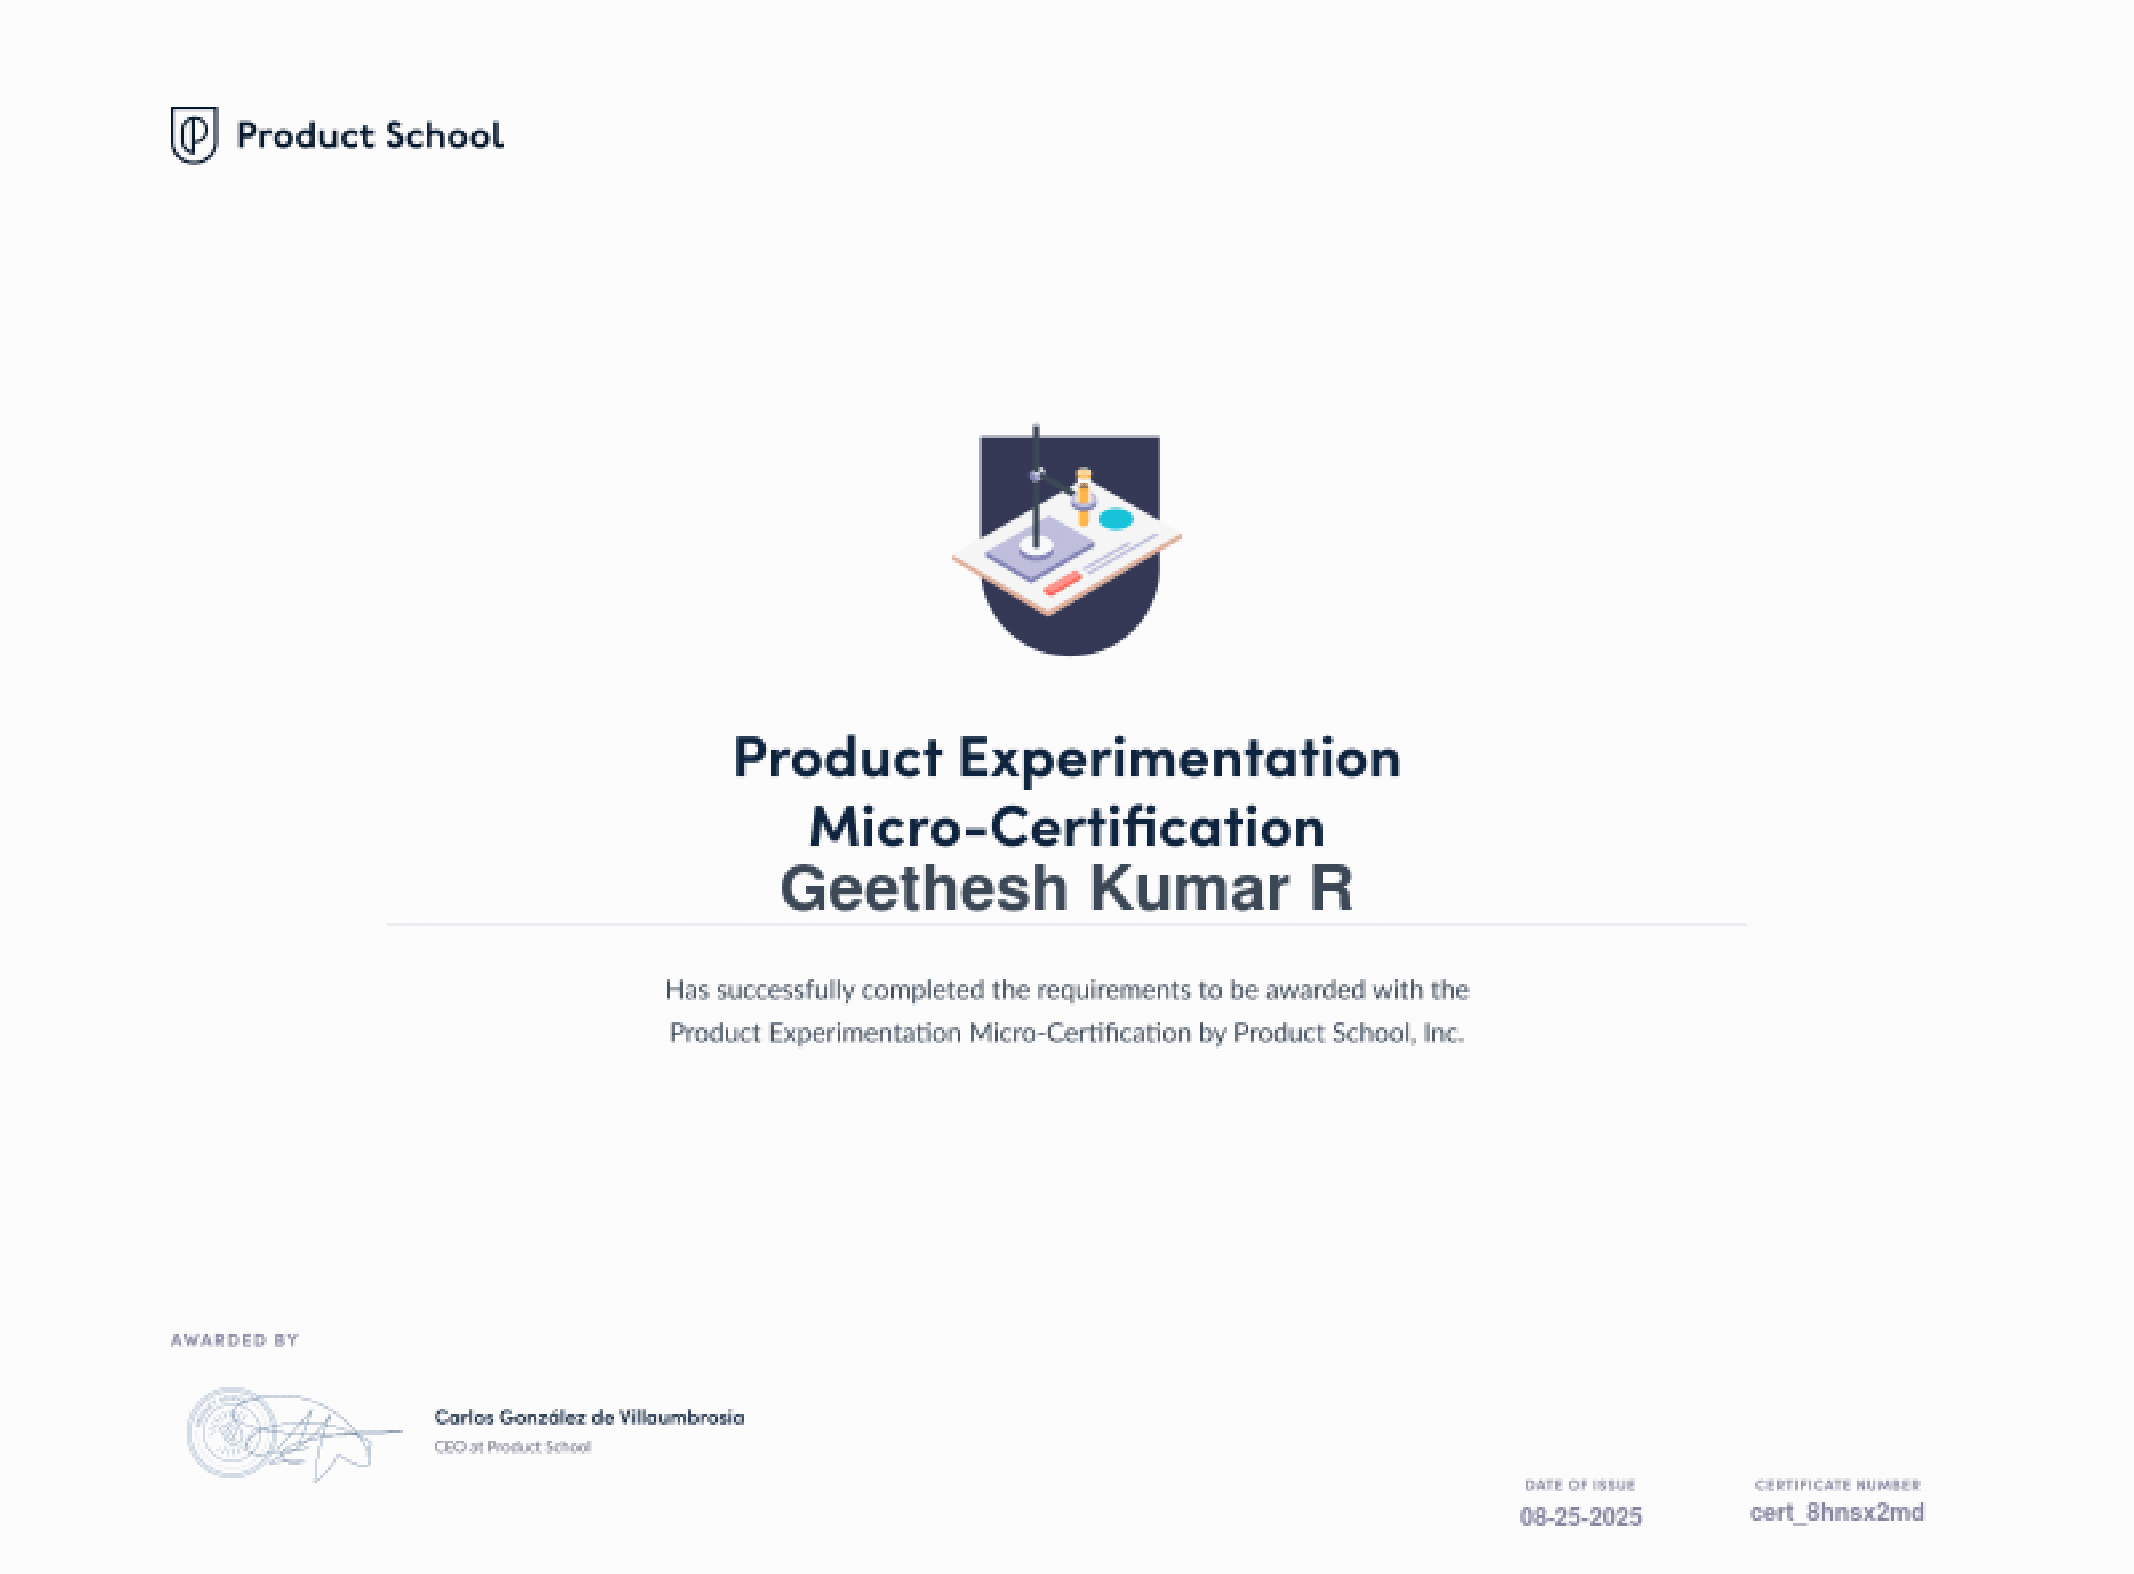 Product School
Product Experimentation
Micro-Certification
Geethesh Kumar R
Has successfully completed the requirements to be awarded with the
Product Experimentation Micro-Certification by Product School, Inc.
AWARDED BY
Carlos González de Villaumbrosia
CEO at Product School
DATE OF ISSUE
08-25-2025
CERTIFICATE NUMBER
cert_8hnsx2md